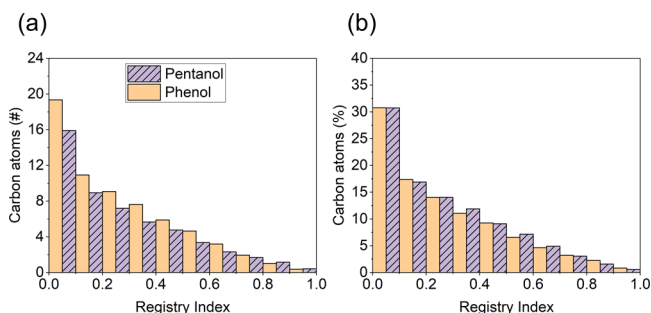 (a)
(b)
24
20
16
12
8
4
0
Carbon atoms (#)
Pentanol
Phenol
0.0 0.2 0.4 0.6 0.8 1.0
Registry Index
40
35
30
25
20
15
10
5
0
Carbon atoms (%)
0.0 0.2 0.4 0.6 0.8 1.0
Registry Index